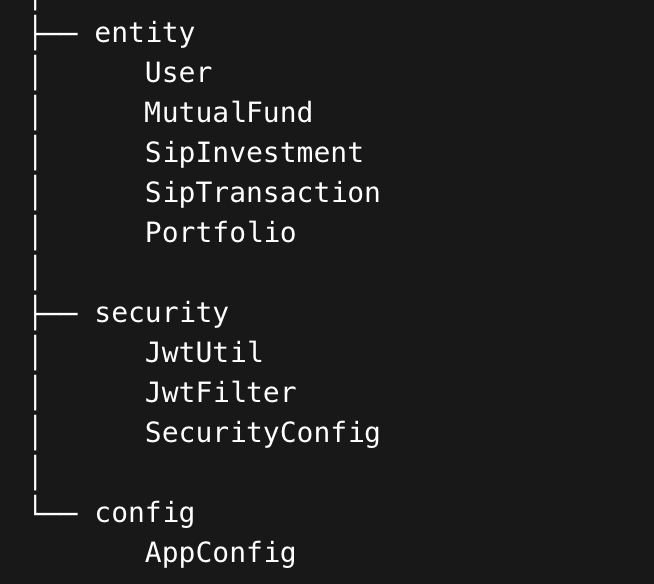 ├── entity
│      User
│      MutualFund
│      SipInvestment
│      SipTransaction
│      Portfolio
│
├── security
│      JwtUtil
│      JwtFilter
│      SecurityConfig
│
└── config
       AppConfig